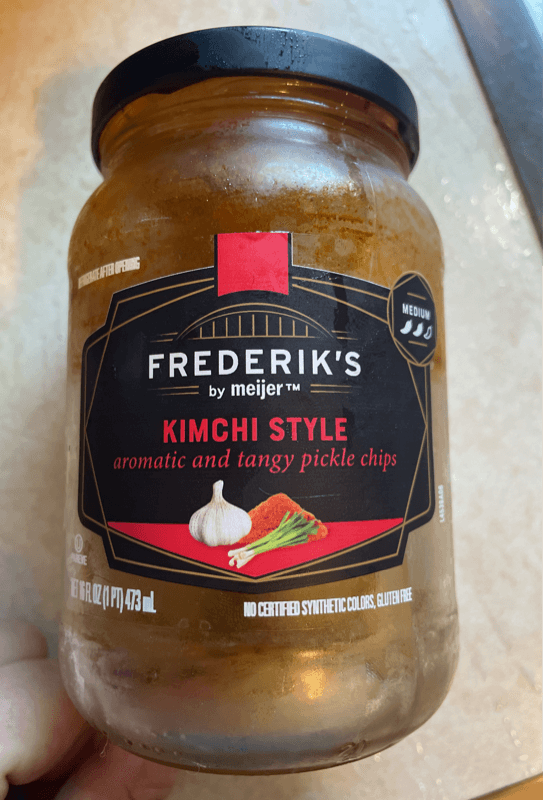 REFRIGERATE AFTER OPENING
MEDIUM
FREDERIK'S
by meijer™
KIMCHI STYLE
aromatic and tangy pickle chips
NET 16 FL OZ (1 PT) 473 mL
NO CERTIFIED SYNTHETIC COLORS, GLUTEN FREE